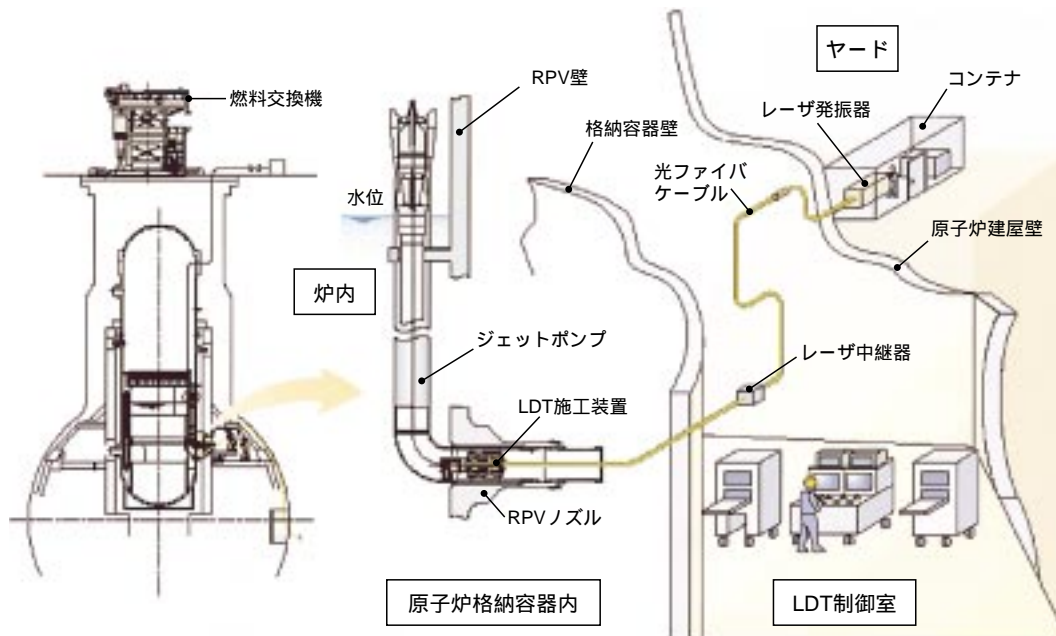 ヤード
RPV壁
コンテナ
燃料交換機
レーザ発振器
格納容器壁
光ファイバ
ケーブル
水位
原子炉建屋壁
炉内
ジェットポンプ
レーザ中継器
LDT施工装置
RPVノズル
原子炉格納容器内
LDT制御室